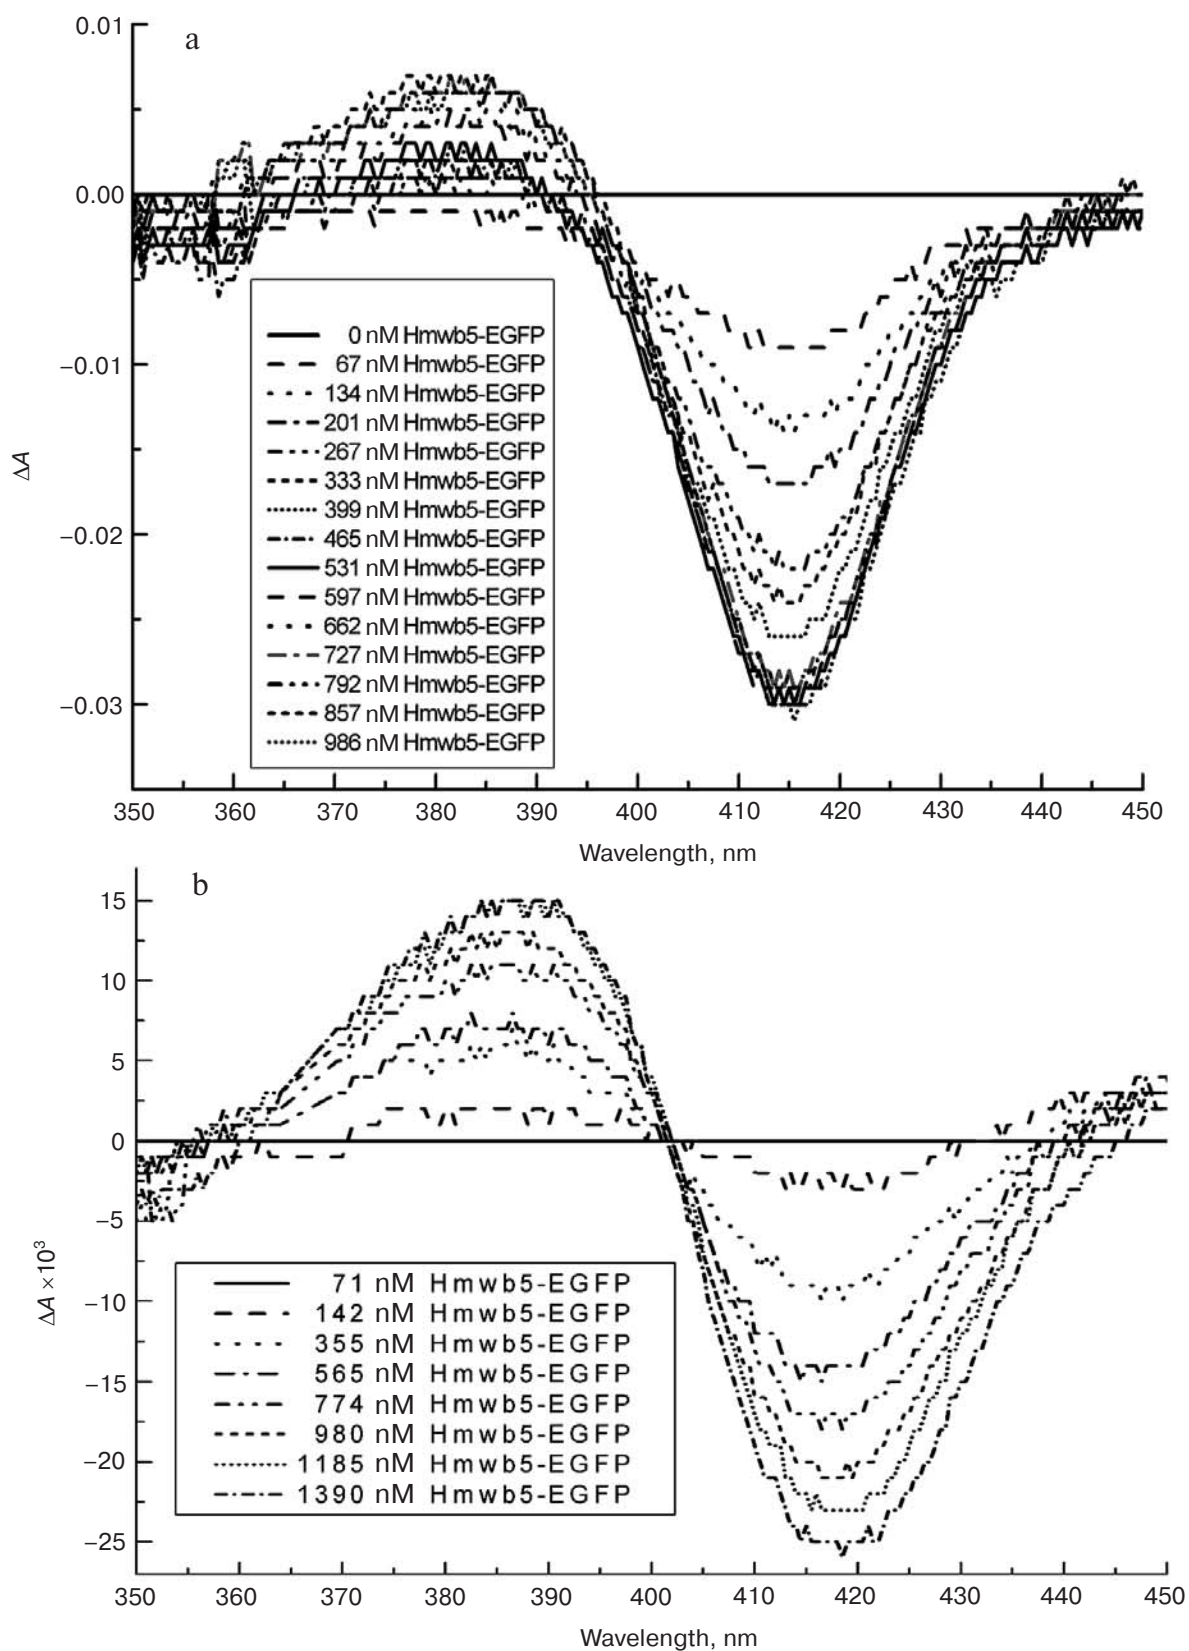 a
0.01
0.00
−0.01
−0.02
−0.03
ΔA
0 nM Hmwb5-EGFP
67 nM Hmwb5-EGFP
134 nM Hmwb5-EGFP
201 nM Hmwb5-EGFP
267 nM Hmwb5-EGFP
333 nM Hmwb5-EGFP
399 nM Hmwb5-EGFP
465 nM Hmwb5-EGFP
531 nM Hmwb5-EGFP
597 nM Hmwb5-EGFP
662 nM Hmwb5-EGFP
727 nM Hmwb5-EGFP
792 nM Hmwb5-EGFP
857 nM Hmwb5-EGFP
986 nM Hmwb5-EGFP
350 360 370 380 390 400 410 420 430 440 450
Wavelength, nm
b
15
10
5
0
−5
−10
−15
−20
−25
ΔA ×10³
71 nM Hmwb5-EGFP
142 nM Hmwb5-EGFP
355 nM Hmwb5-EGFP
565 nM Hmwb5-EGFP
774 nM Hmwb5-EGFP
980 nM Hmwb5-EGFP
1185 nM Hmwb5-EGFP
1390 nM Hmwb5-EGFP
350 360 370 380 390 400 410 420 430 440 450
Wavelength, nm